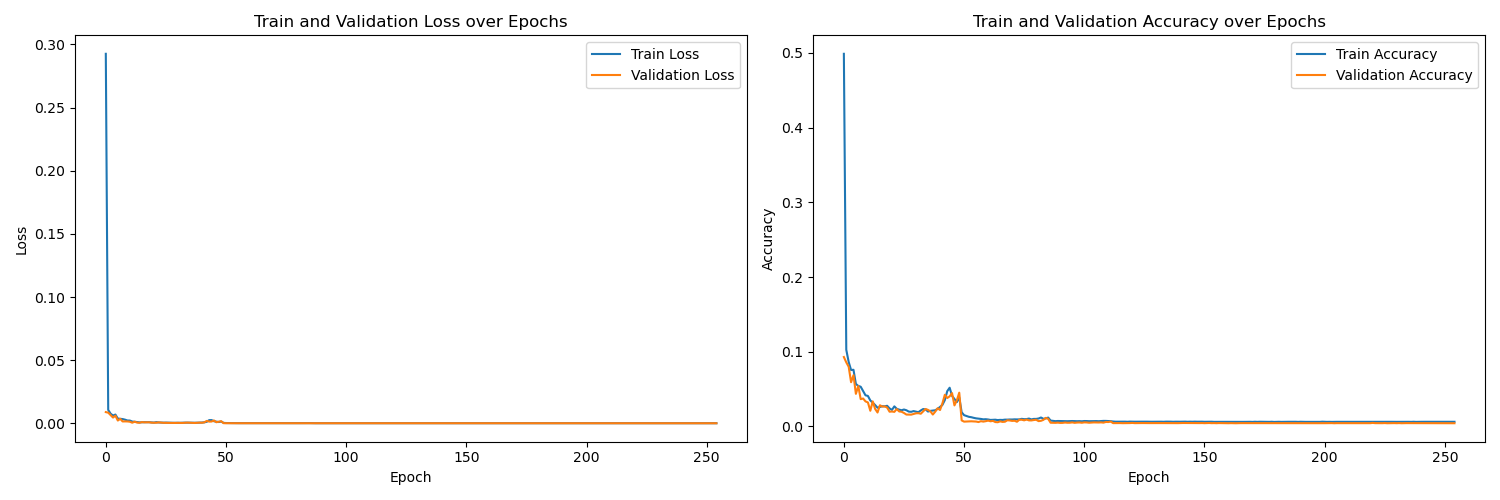 Train and Validation Loss over Epochs
Train Loss
Validation Loss
0.30
0.25
0.20
0.15
0.10
0.05
0.00
Loss
0 50 100 150 200 250
Epoch
Train and Validation Accuracy over Epochs
Train Accuracy
Validation Accuracy
0.5
0.4
0.3
0.2
0.1
0.0
Accuracy
0 50 100 150 200 250
Epoch